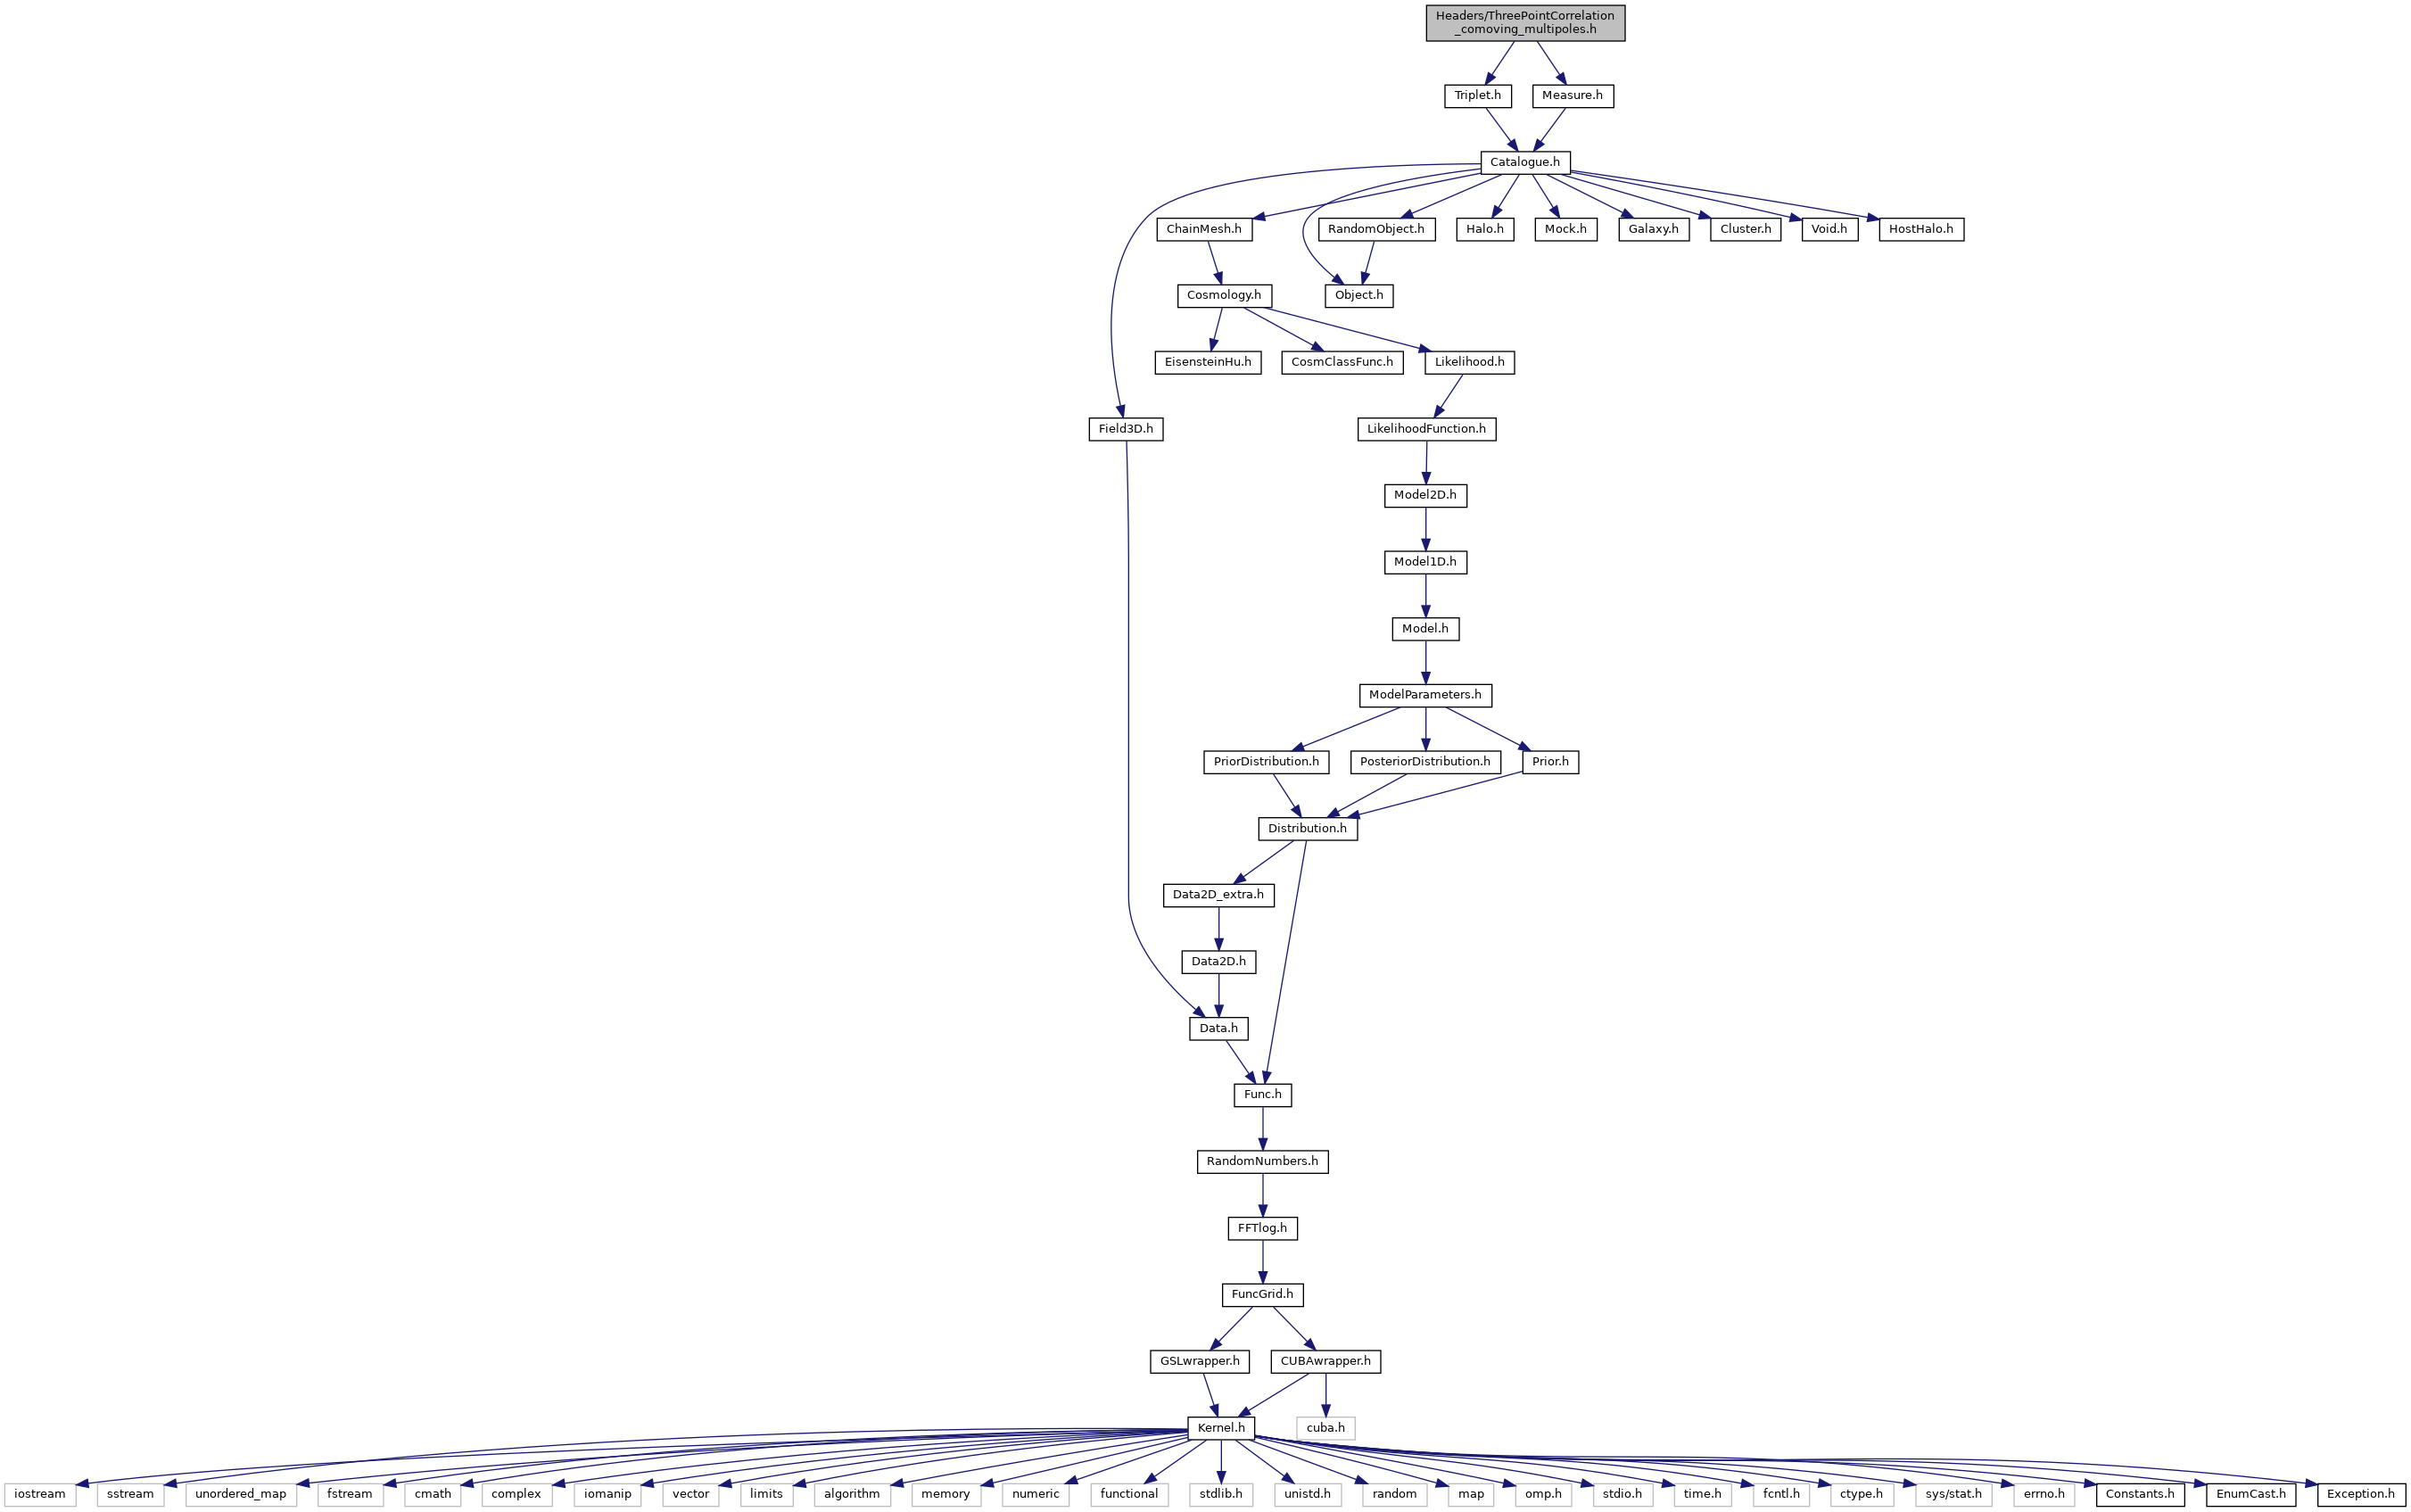 Headers/ThreePointCorrelation
_comoving_multipoles.h
Triplet.h
Measure.h
Catalogue.h
ChainMesh.h
RandomObject.h
Halo.h
Mock.h
Galaxy.h
Cluster.h
Void.h
HostHalo.h
Cosmology.h
Object.h
EisensteinHu.h
CosmClassFunc.h
Likelihood.h
Field3D.h
LikelihoodFunction.h
Model2D.h
Model1D.h
Model.h
ModelParameters.h
PriorDistribution.h
PosteriorDistribution.h
Prior.h
Distribution.h
Data2D_extra.h
Data2D.h
Data.h
Func.h
RandomNumbers.h
FFTlog.h
FuncGrid.h
GSLwrapper.h
CUBAwrapper.h
Kernel.h
cuba.h
iostream
sstream
unordered_map
fstream
cmath
complex
iomanip
vector
limits
algorithm
memory
numeric
functional
stdlib.h
unistd.h
random
map
omp.h
stdio.h
time.h
fcntl.h
ctype.h
sys/stat.h
errno.h
Constants.h
EnumCast.h
Exception.h